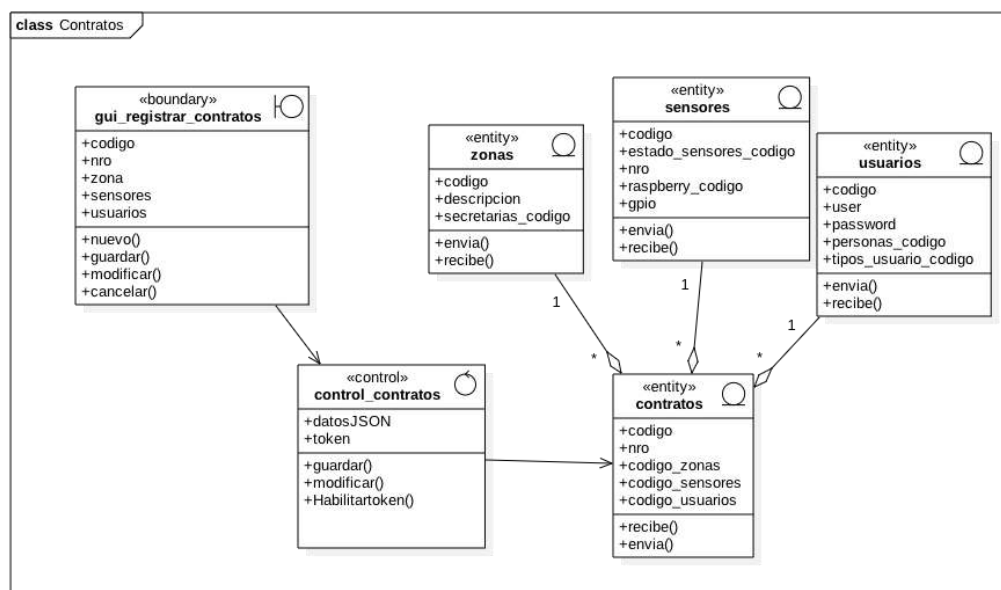 class Contratos
«boundary»
gui_registrar_contratos
+codigo
+nro
+zona
+sensores
+usuarios
+nuevo()
+guardar()
+modificar()
+cancelar()
«entity»
zonas
+codigo
+descripcion
+secretarias_codigo
+envia()
+recibe()
«entity»
sensores
+codigo
+estado_sensores_codigo
+nro
+raspberry_codigo
+gpio
+envia()
+recibe()
«entity»
usuarios
+codigo
+user
+password
+personas_codigo
+tipos_usuario_codigo
+envia()
+recibe()
1
1
1
*
*
*
«control»
control_contratos
+datosJSON
+token
+guardar()
+modificar()
+Habilitartoken()
«entity»
contratos
+codigo
+nro
+codigo_zonas
+codigo_sensores
+codigo_usuarios
+recibe()
+envia()